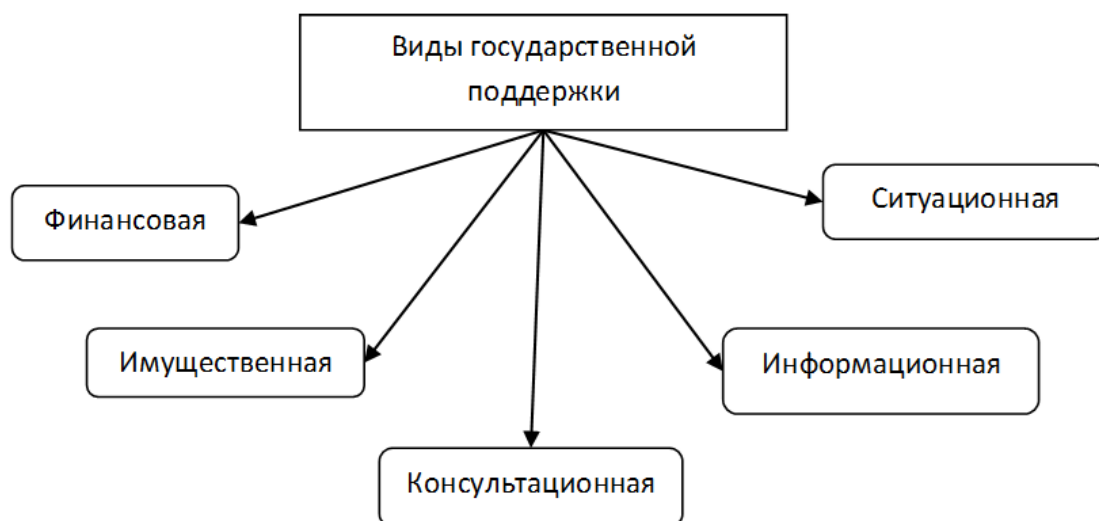 Виды государственной
поддержки
Финансовая
Ситуационная
Имущественная
Информационная
Консультационная